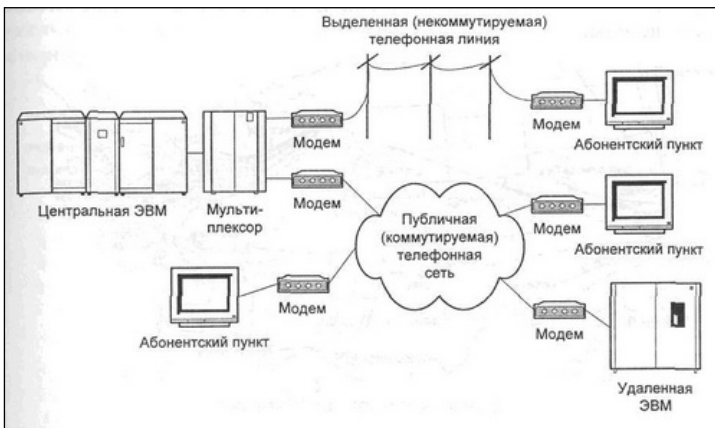 Выделенная (некоммутируемая)
телефонная линия
Модем
Модем
Абонентский пункт
Центральная ЭВМ
Мульти-
плексор
Модем
Публичная
(коммутируемая)
телефонная
сеть
Модем
Абонентский пункт
Абонентский пункт
Модем
Модем
Удаленная
ЭВМ